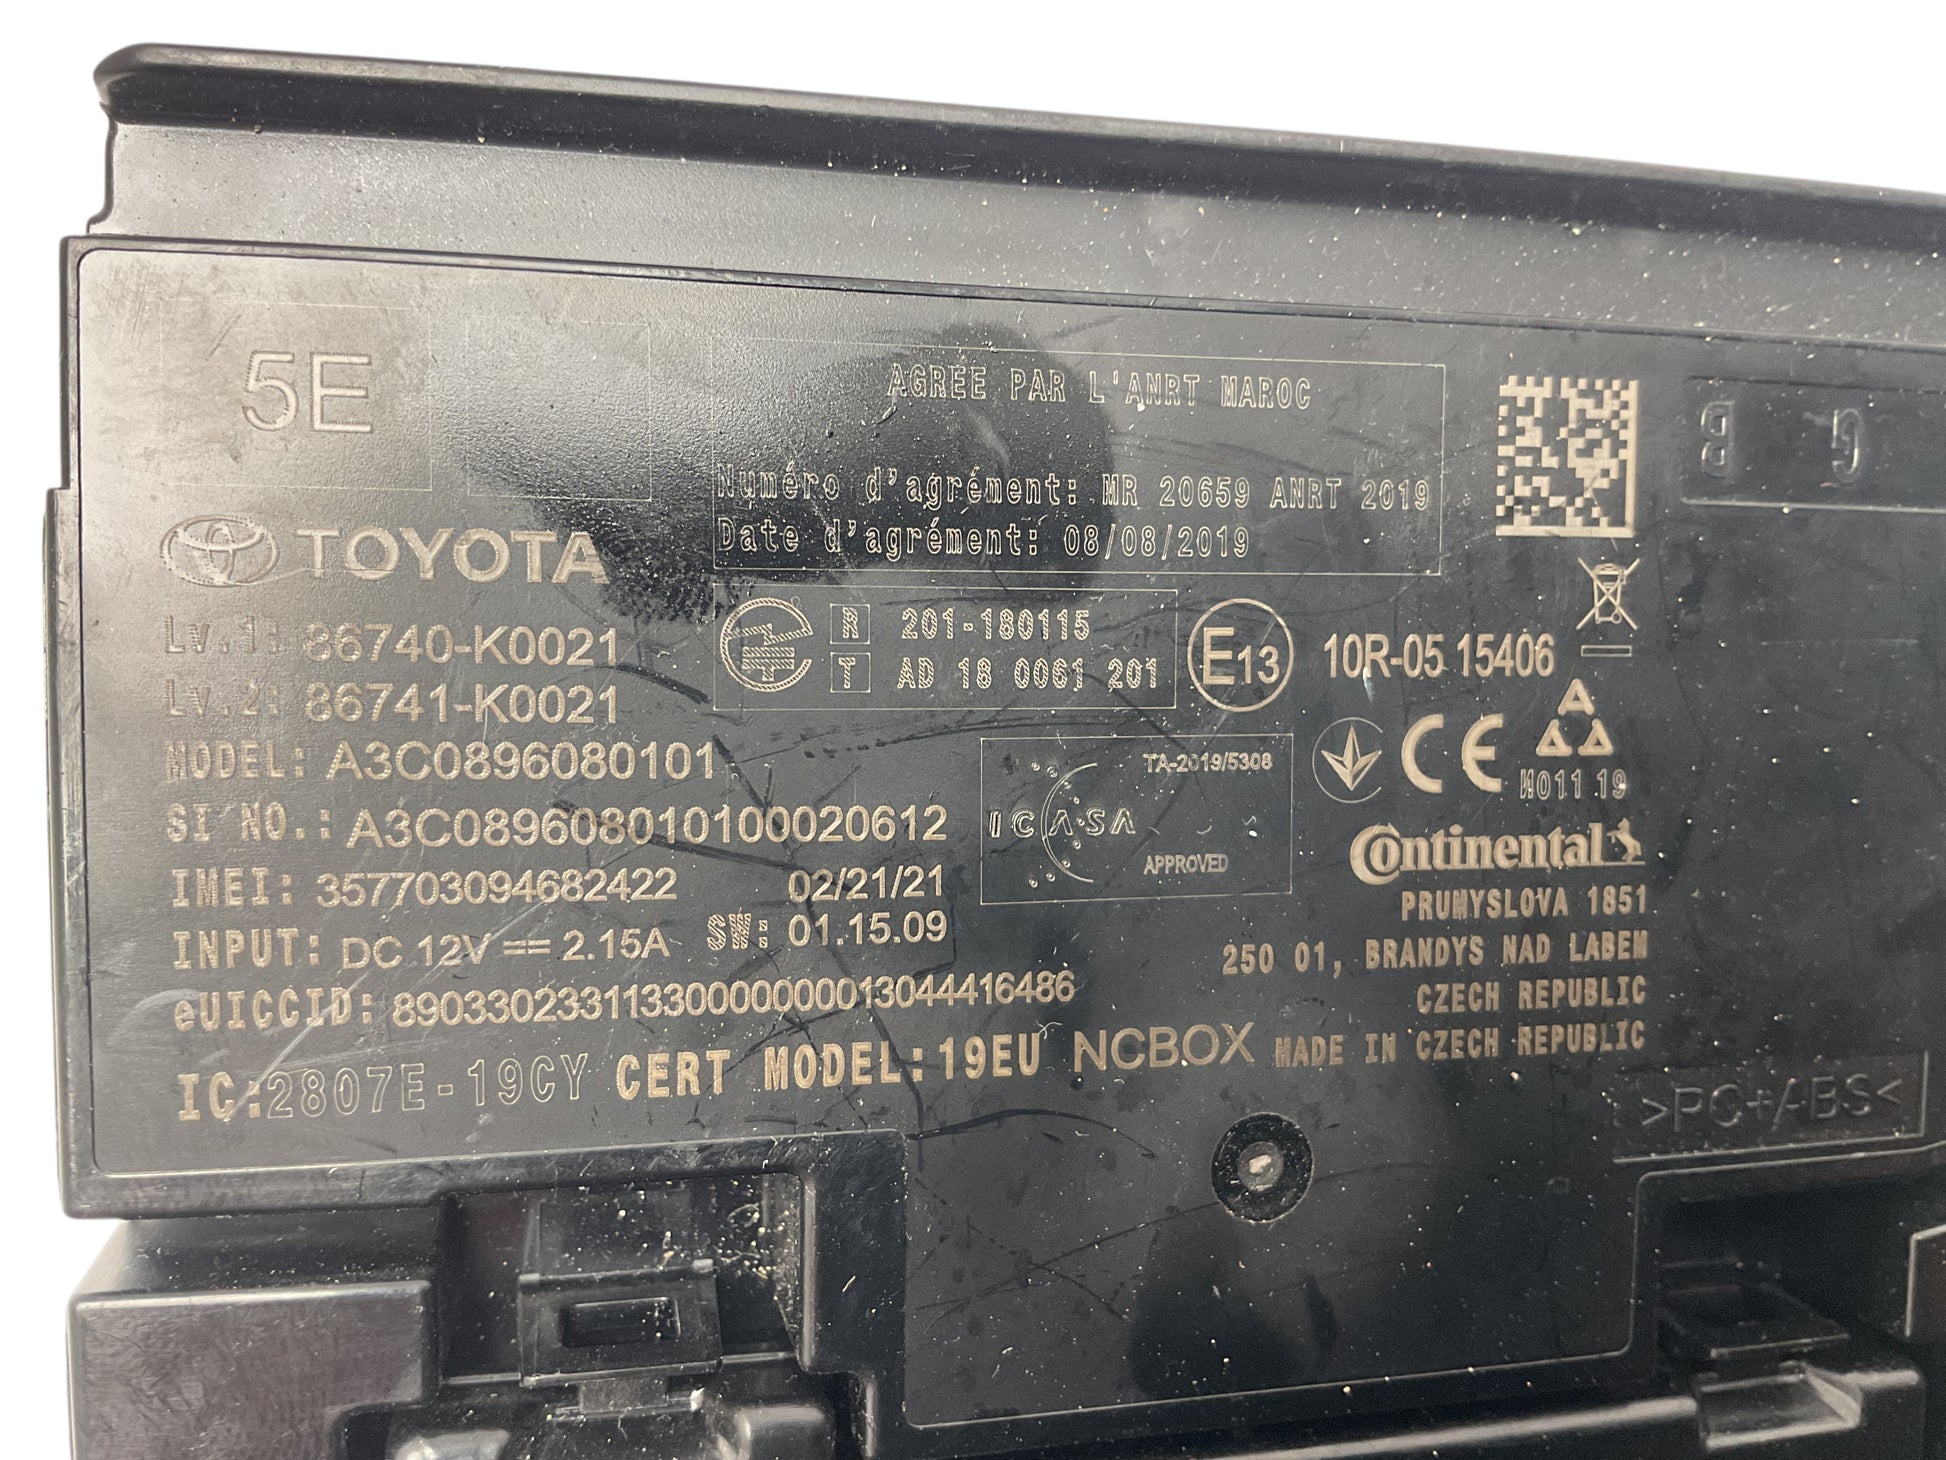 5E
AGRÉE PAR L'ANRT MAROC
Numéro d'agrément: MR 20659 ANRT 2019
Date d'agrément: 08/08/2019
G B
TOYOTA
Lv.1: 86740-K0021
Lv.2: 86741-K0021
MODEL: A3C0896080101
SI NO.: A3C089608010100020612
IMEI: 357703094682422 02/21/21
INPUT: DC 12V ⎓ 2.15A SW: 01.15.09
eUICCID: 89033023311330000000013044416486
IC:2807E-19CY CERT MODEL:19EU NCBOX
R 201-180115
T AD 18 0061 201
E13 10R-05 15406
TA-2019/5308
ICASA
APPROVED
CE
И011 19
Continental
PRUMYSLOVA 1851
250 01, BRANDYS NAD LABEM
CZECH REPUBLIC
MADE IN CZECH REPUBLIC
>PC+ABS<